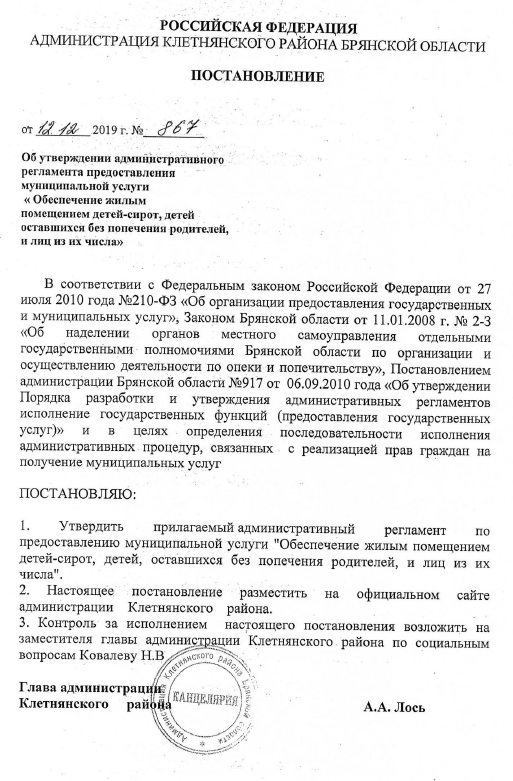 РОССИЙСКАЯ ФЕДЕРАЦИЯ
АДМИНИСТРАЦИЯ КЛЕТНЯНСКОГО РАЙОНА БРЯНСКОЙ ОБЛАСТИ
ПОСТАНОВЛЕНИЕ
от 12.12 2019 г. № 867
Об утверждении административного
регламента предоставления
муниципальной услуги
« Обеспечение жилым
помещением детей-сирот, детей
оставшихся без попечения родителей,
и лиц из их числа»
В соответствии с Федеральным законом Российской Федерации от 27
июля 2010 года №210-ФЗ «Об организации предоставления государственных
и муниципальных услуг», Законом Брянской области от 11.01.2008 г. № 2-З
«Об наделении органов местного самоуправления отдельными
государственными полномочиями Брянской области по организации и
осуществлению деятельности по опеки и попечительству», Постановлением
администрации Брянской области №917 от 06.09.2010 года «Об утверждении
Порядка разработки и утверждения административных регламентов
исполнение государственных функций (предоставления государственных
услуг)» и в целях определения последовательности исполнения
административных процедур, связанных с реализацией прав граждан на
получение муниципальных услуг
ПОСТАНОВЛЯЮ:
1. Утвердить прилагаемый административный регламент по
предоставлению муниципальной услуги "Обеспечение жилым помещением
детей-сирот, детей, оставшихся без попечения родителей, и лиц из их
числа".
2. Настоящее постановление разместить на официальном сайте
администрации Клетнянского района.
3. Контроль за исполнением настоящего постановления возложить на
заместителя главы администрации Клетнянского района по социальным
вопросам Ковалеву Н.В
Глава администрации
Клетнянского района А.А. Лось
Администрация Клетнянского района Брянской области
КАНЦЕЛЯРИЯ